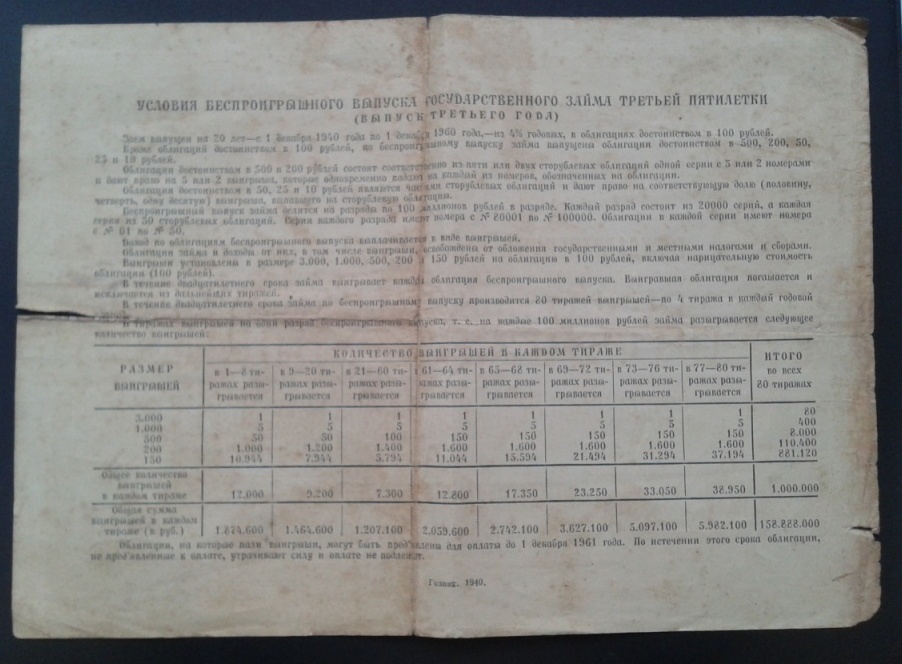 УСЛОВИЯ БЕСПРОИГРЫШНОГО ВЫПУСКА ГОСУДАРСТВЕННОГО ЗАЙМА ТРЕТЬЕЙ ПЯТИЛЕТКИ
(ВЫПУСК ТРЕТЬЕГО ГОДА)
Заем выпущен на 20 лет—с 1 декабря 1940 года по 1 декабря 1960 года,—из 4% годовых, в облигациях достоинством в 100 рублей.
Кроме облигаций достоинством в 100 рублей, по беспроигрышному выпуску займа выпущены облигации достоинством в 500, 200, 50,
25 и 10 рублей.
Облигации достоинством в 500 и 200 рублей состоят соответственно из пяти или двух сторублевых облигаций одной серии с 5 или 2 номерами
и дают право на 5 или 2 выигрыша, которые одновременно падают на каждый из номеров, обозначенных на облигации.
Облигации достоинством в 50, 25 и 10 рублей являются частями сторублевых облигаций и дают право на соответствующую долю (половину,
четверть, одну десятую) выигрыша, выпавшего на сторублевую облигацию.
Беспроигрышный выпуск займа делится на разряды по 100 миллионов рублей в разряде. Каждый разряд состоит из 20000 серий, а каждая
серия из 50 сторублевых облигаций. Серии каждого разряда имеют номера с № 80001 по № 100000. Облигации в каждой серии имеют номера
с № 01 по № 50.
Доход по облигациям беспроигрышного выпуска выплачивается в виде выигрышей.
Облигации займа и доходы от них, в том числе выигрыши, освобождены от обложения государственными и местными налогами и сборами.
Выигрыши установлены в размере 3.000, 1.000, 500, 200 и 150 рублей на облигацию в 100 рублей, включая нарицательную стоимость
облигации (100 рублей).
В течение двадцатилетнего срока займа выигрывает каждая облигация беспроигрышного выпуска. Выигравшая облигация погашается и
исключается из дальнейших тиражей.
В течение двадцатилетнего срока займа по беспроигрышному выпуску производится 80 тиражей выигрышей—по 4 тиража в каждый годовой
В тиражах выигрышей на один разряд беспроигрышного выпуска, т. е. на каждые 100 миллионов рублей займа разыгрывается следующее
количество выигрышей:
РАЗМЕР ВЫИГРЫШЕЙ КОЛИЧЕСТВО ВЫИГРЫШЕЙ В КАЖДОМ ТИРАЖЕ ИТОГО во всех 80 тиражах
в 1—8 тиражах разыгрывается в 9—20 тиражах разыгрывается в 21—60 тиражах разыгрывается в 61—64 тиражах разыгрывается в 65—68 тиражах разыгрывается в 69—72 тиражах разыгрывается в 73—76 тиражах разыгрывается в 77—80 тиражах разыгрывается
3.000 1 1 1 1 1 1 1 1 80
1.000 5 5 5 5 5 5 5 5 400
500 50 50 100 150 150 150 150 150 8.000
200 1.000 1.200 1.400 1.600 1.600 1.600 1.600 1.600 110.400
150 10.944 7.944 5.794 11.044 15.594 21.494 31.294 37.194 881.120
Общее количество выигрышей в каждом тираже 12.000 9.200 7.300 12.800 17.350 23.250 33.050 38.950 1.000.000
Общая сумма выигрышей в каждом тираже (в руб.) 1.874.600 1.464.600 1.207.100 2.059.600 2.742.100 3.627.100 5.097.100 5.982.100 158.888.000
Облигации, на которые пали выигрыши, могут быть предъявлены для оплаты до 1 декабря 1961 года. По истечении этого срока облигации,
не предъявленные к оплате, утрачивают силу и оплате не подлежат.
Гознак. 1940.